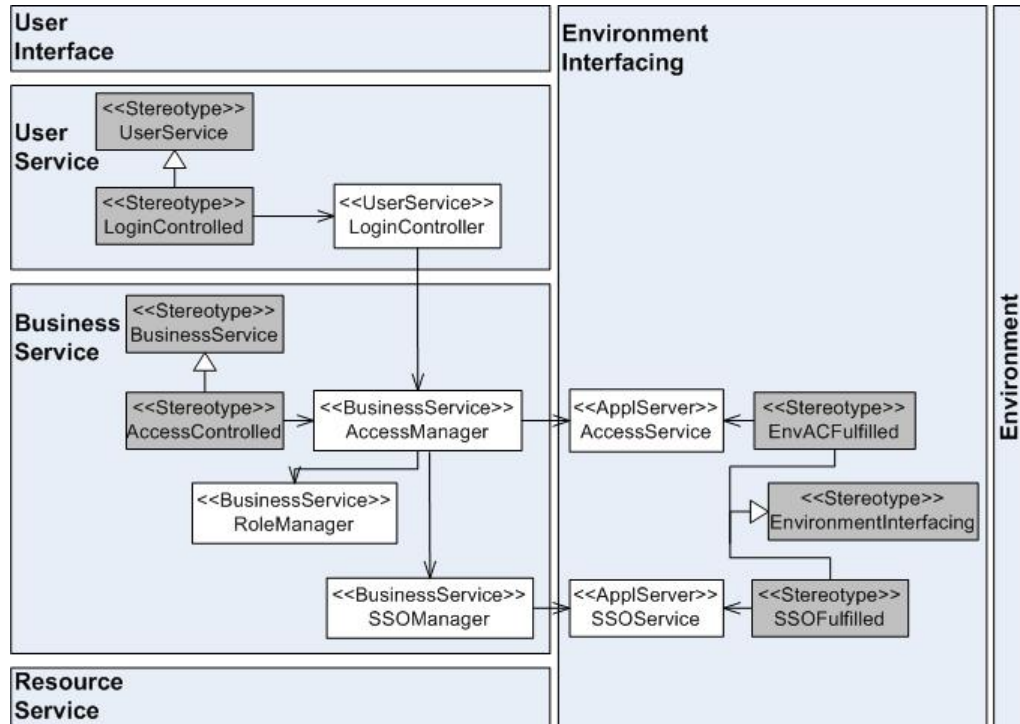 User
Interface
Environment
Interfacing
<<Stereotype>>
UserService
User
Service
<<Stereotype>>
LoginControlled
<<UserService>>
LoginController
Business
Service
<<Stereotype>>
BusinessService
<<Stereotype>>
AccessControlled
<<BusinessService>>
AccessManager
<<ApplServer>>
AccessService
<<Stereotype>>
EnvACFulfilled
<<BusinessService>>
RoleManager
<<Stereotype>>
EnvironmentInterfacing
<<BusinessService>>
SSOManager
<<ApplServer>>
SSOService
<<Stereotype>>
SSOFulfilled
Resource
Service
Environment